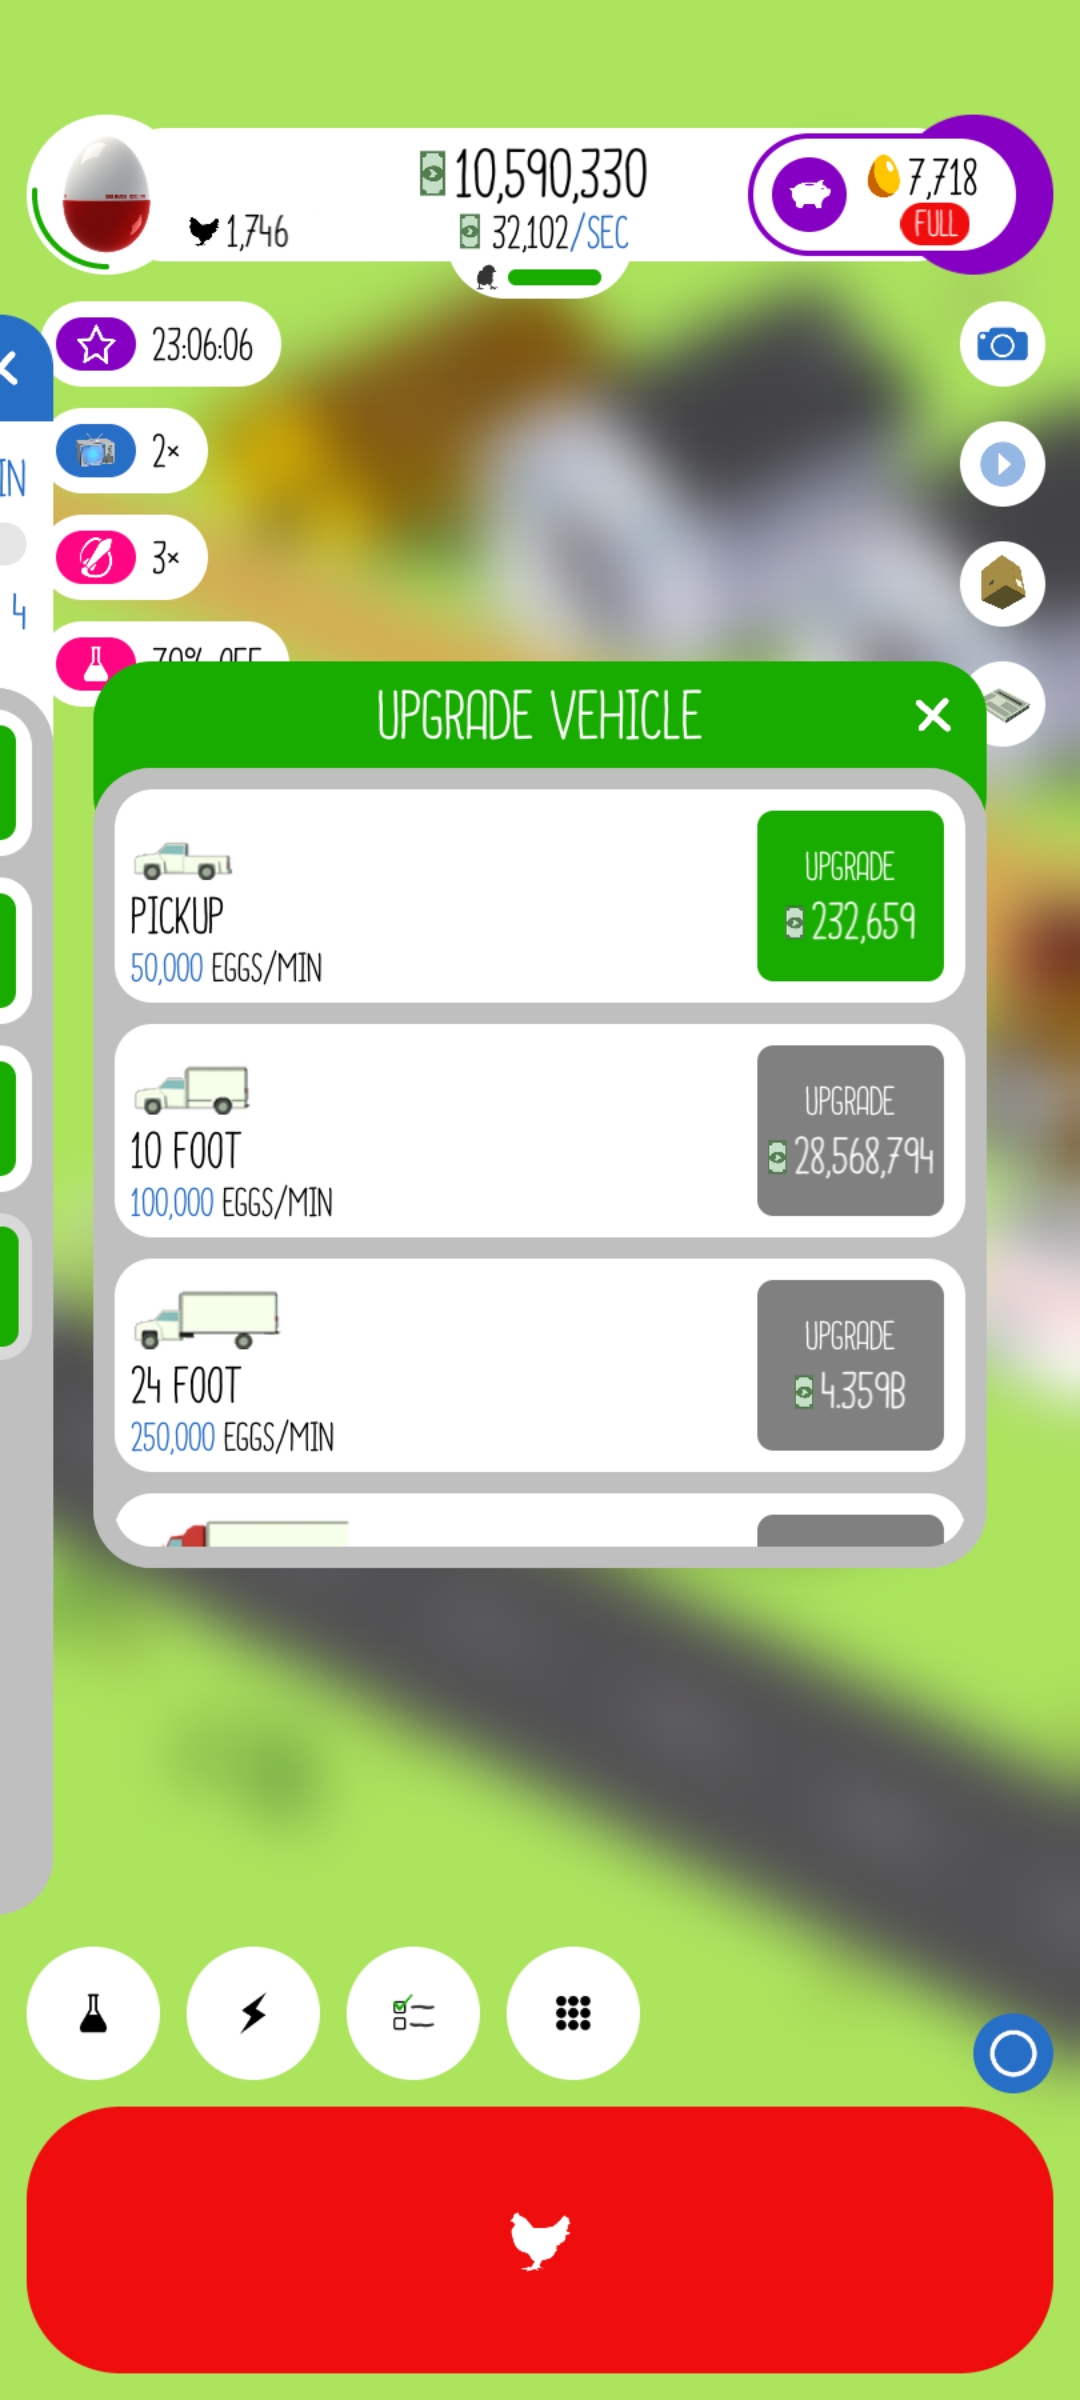 10,590,330
7,718
FULL
1,746
32,102/SEC
23:06:06
2×
IN
3×
4
70% OFF
UPGRADE VEHICLE
PICKUP
50,000 EGGS/MIN
UPGRADE
232,659
10 FOOT
100,000 EGGS/MIN
UPGRADE
28,568,794
24 FOOT
250,000 EGGS/MIN
UPGRADE
4.359B